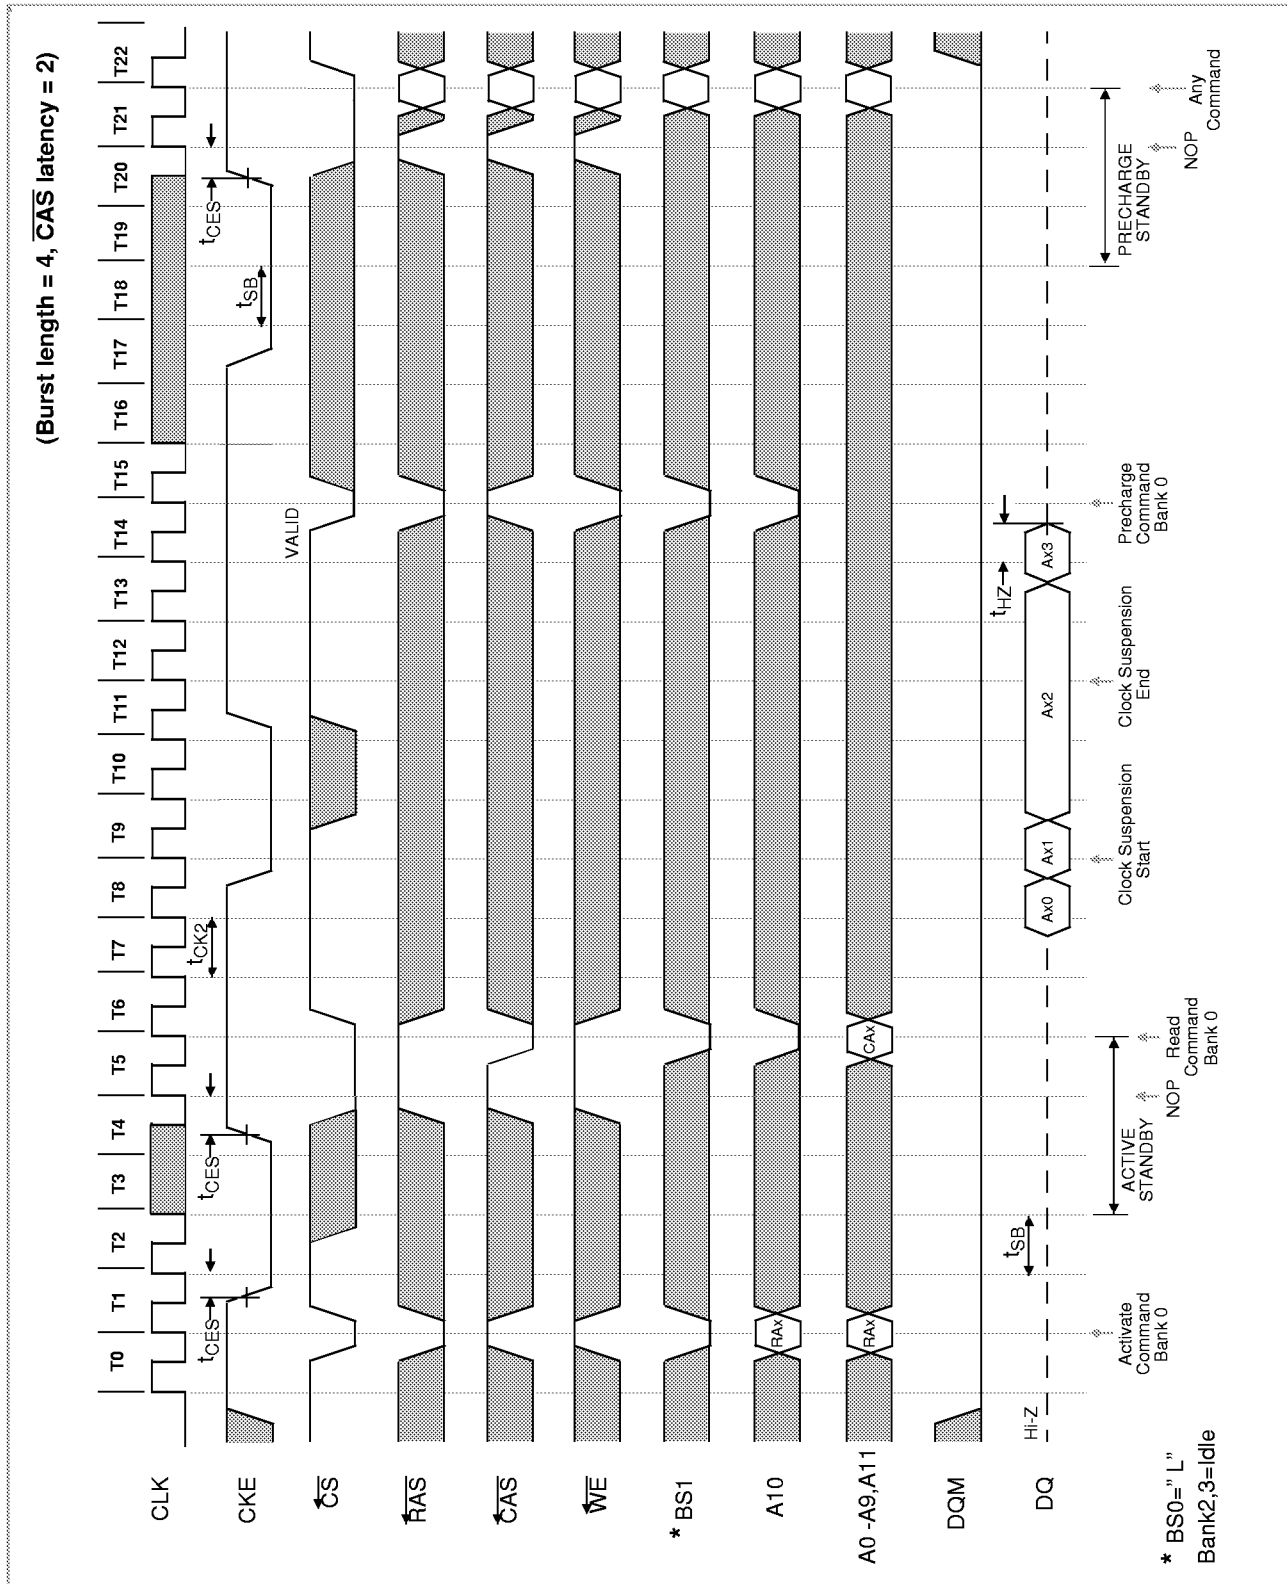 (Burst length = 4, CAS latency = 2)
T0 T1 T2 T3 T4 T5 T6 T7 T8 T9 T10 T11 T12 T13 T14 T15 T16 T17 T18 T19 T20 T21 T22
CLK
tCK2
tCES
tCES
tCES
CKE
tSB
VALID
CS
RAS
CAS
WE
* BS1
A10
RAx
A0 -A9,A11
RAx
CAx
DQM
tSB
tHZ
DQ
Hi-Z
Ax0
Ax1
Ax2
Ax3
Activate
Command
Bank 0
ACTIVE
STANDBY
NOP
Read
Command
Bank 0
Clock Suspension
Start
Clock Suspension
End
Precharge
Command
Bank 0
PRECHARGE
STANDBY
NOP
Any
Command
* BS0=” L”
Bank2,3=Idle